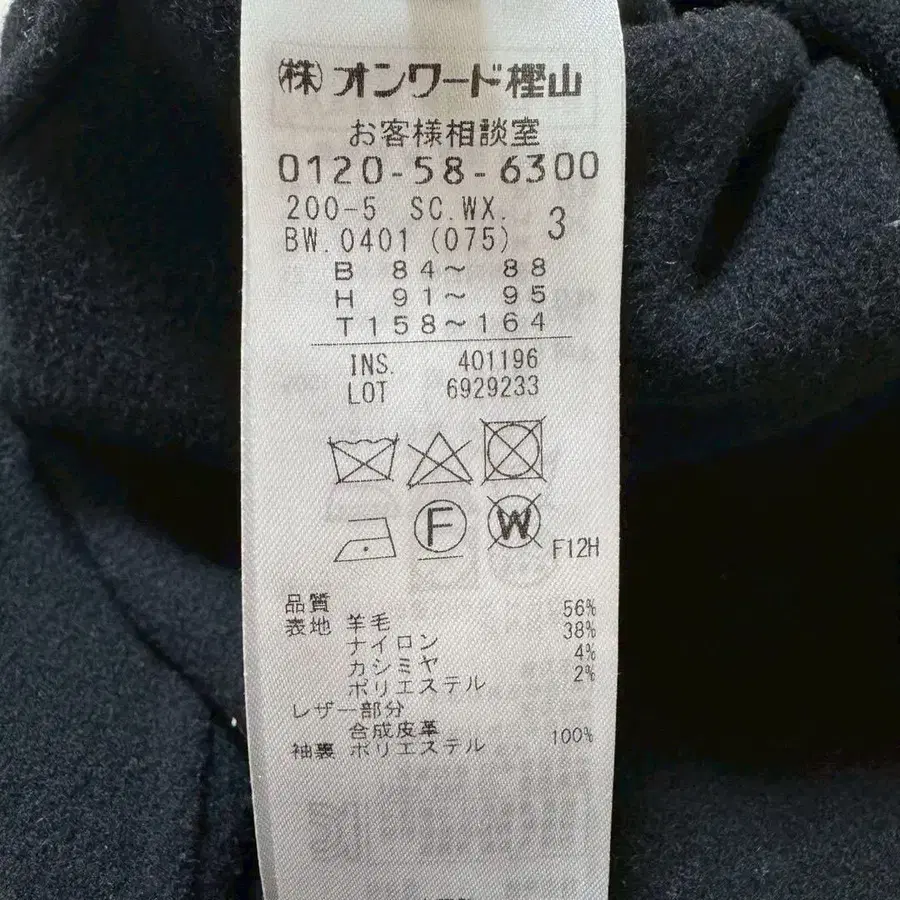 (株)オンワード樫山
お客様相談室
0120-58-6300
200-5 SC.WX. 3
BW.0401 (075)
B 84〜 88
H 91〜 95
T158〜164
INS. 401196
LOT 6929233
F
W
F12H
品質
表地 羊毛 56%
ナイロン 38%
カシミヤ 4%
ポリエステル 2%
レザー部分
合成皮革
袖裏 ポリエステル 100%